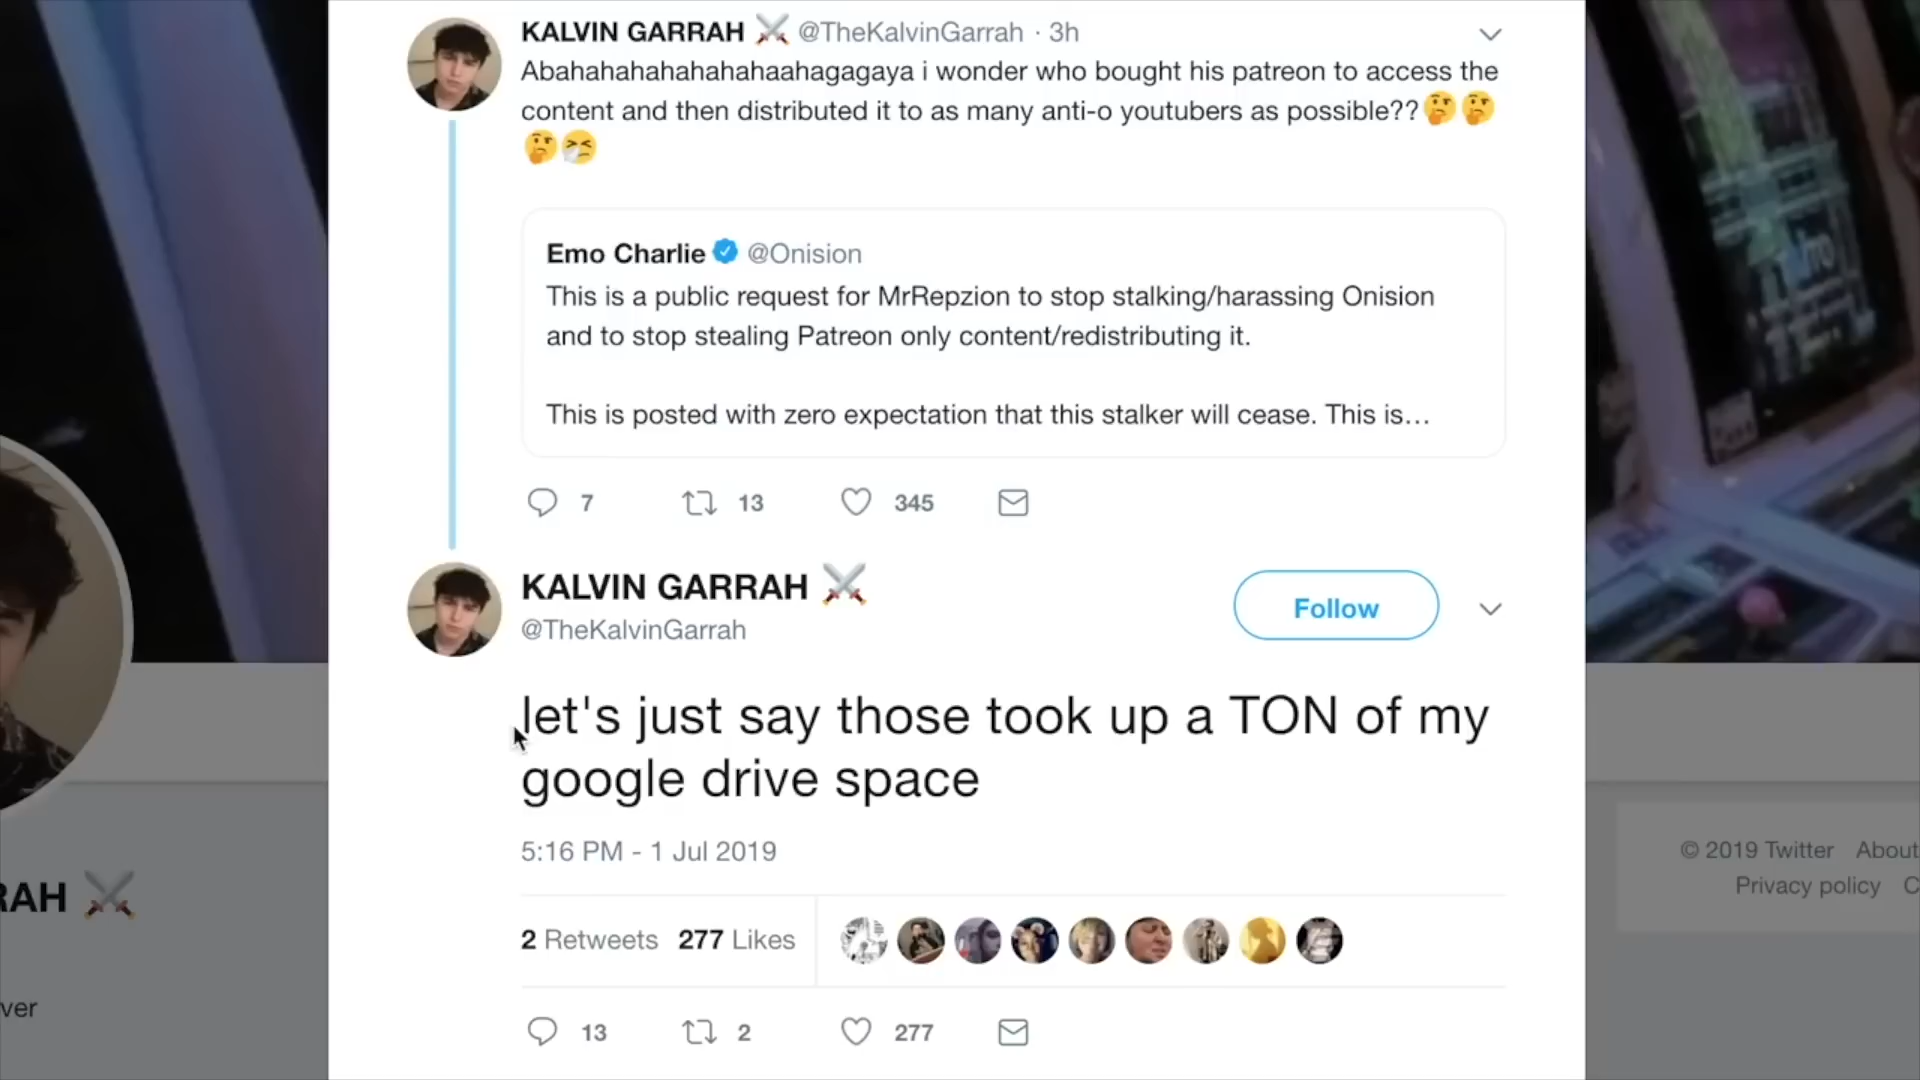 KALVIN GARRAH ⚔️ @TheKalvinGarrah · 3h
Abahahahahahahahaahagagaya i wonder who bought his patreon to access the
content and then distributed it to as many anti-o youtubers as possible??🤔🤔
🤔🤧
Emo Charlie @Onision
This is a public request for MrRepzion to stop stalking/harassing Onision
and to stop stealing Patreon only content/redistributing it.
This is posted with zero expectation that this stalker will cease. This is...
7 13 345
KALVIN GARRAH ⚔️
@TheKalvinGarrah
Follow
let's just say those took up a TON of my
google drive space
5:16 PM - 1 Jul 2019
2 Retweets 277 Likes
13 2 277
RAH ⚔️
ver
© 2019 Twitter About
Privacy policy C